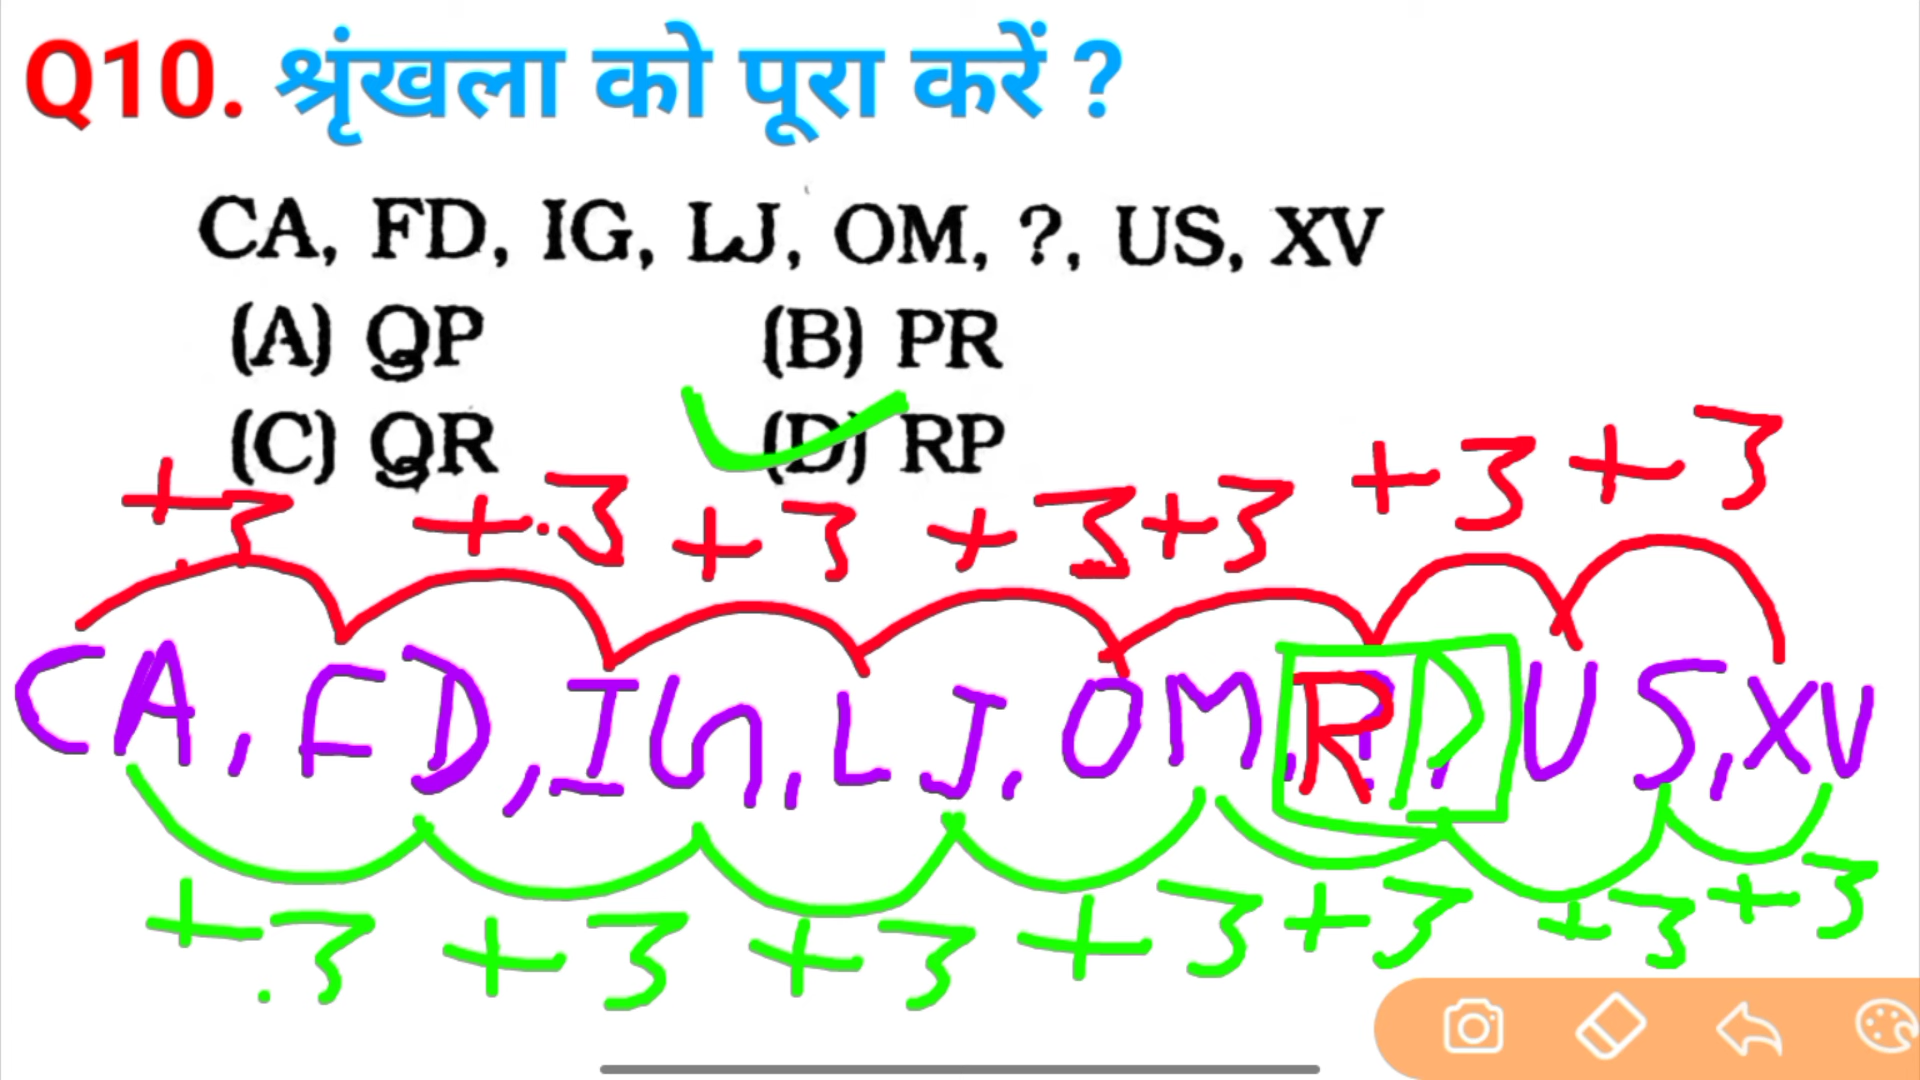 Q10. श्रृंखला को पूरा करें ?
CA, FD, IG, LJ, OM, ?, US, XV
(A) QP (B) PR
(C) QR (D) RP
+3 +3 +3 +3 +3 +3 +3
CA, FD, IG, LJ, OM, RP US, XV
+3 +3 +3 +3 +3 +3 +3